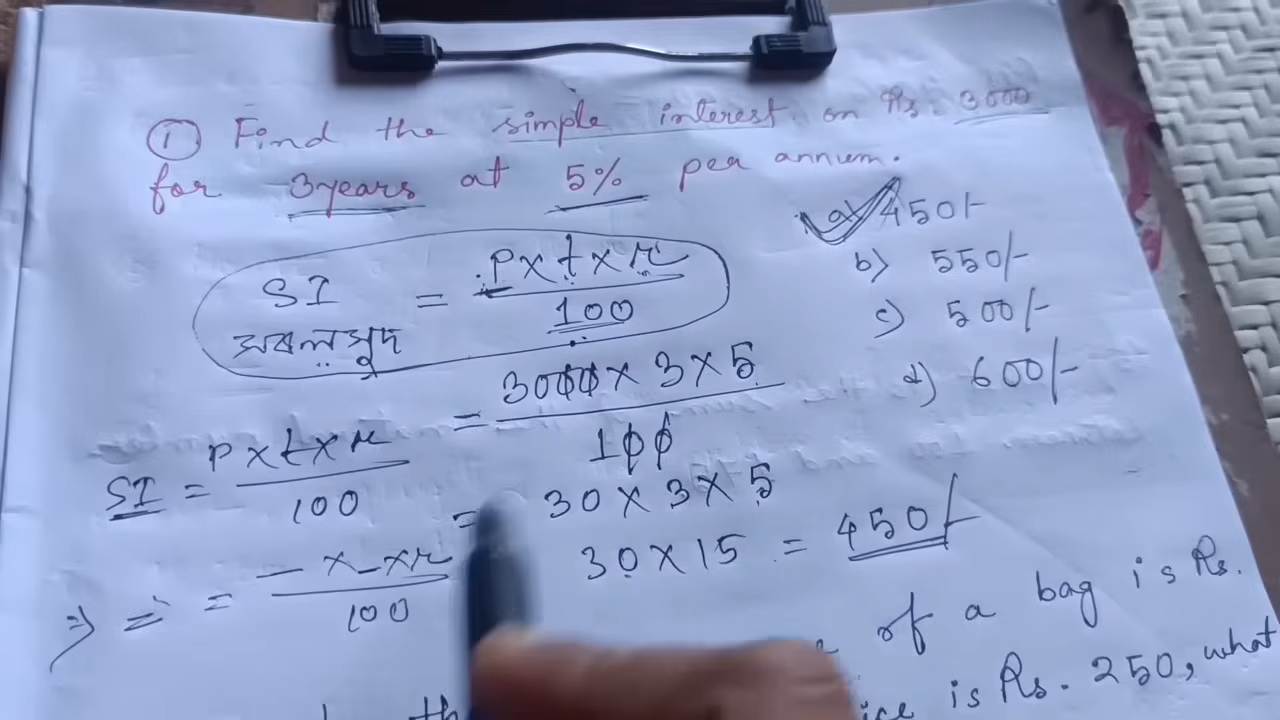 ① Find the simple interest on Rs. 3000
for 3years at 5% per annum.
a) 450/-
b) 550/-
c) 500/-
d) 600/-
SI = p x t x r
100
সৰলসুদ
= 3000 x 3 x 5
100
SI = p x t x r
100
= 30 x 3 x 5
30 x 15 = 450/-
⇒ = = — x — x r
100
of a bag is Rs.
is Rs. 250, what